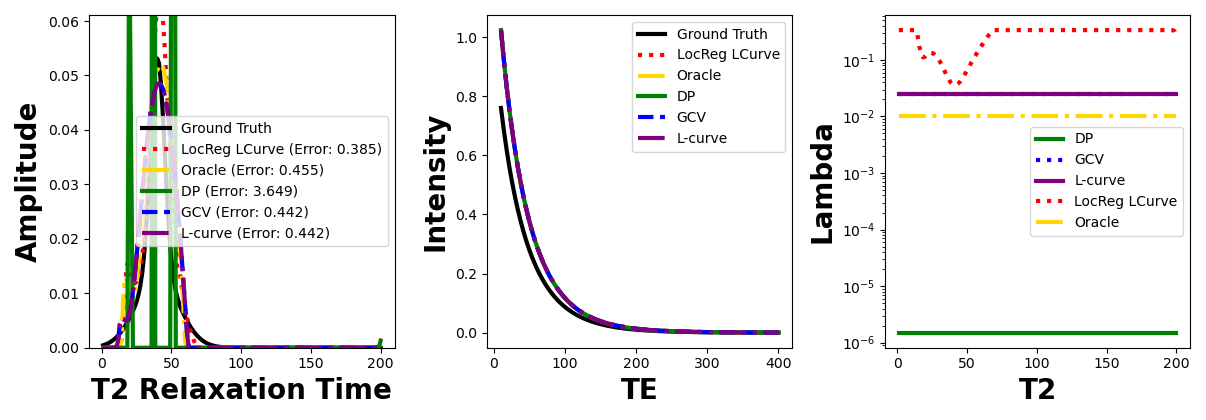 Amplitude
0.06
0.05
0.04
0.03
0.02
0.01
0.00
0 50 100 150 200
T2 Relaxation Time
Ground Truth
LocReg LCurve (Error: 0.385)
Oracle (Error: 0.455)
DP (Error: 3.649)
GCV (Error: 0.442)
L-curve (Error: 0.442)
Intensity
1.0
0.8
0.6
0.4
0.2
0.0
0 100 200 300 400
TE
Ground Truth
LocReg LCurve
Oracle
DP
GCV
L-curve
Lambda
10⁻¹
10⁻²
10⁻³
10⁻⁴
10⁻⁵
10⁻⁶
0 50 100 150 200
T2
DP
GCV
L-curve
LocReg LCurve
Oracle